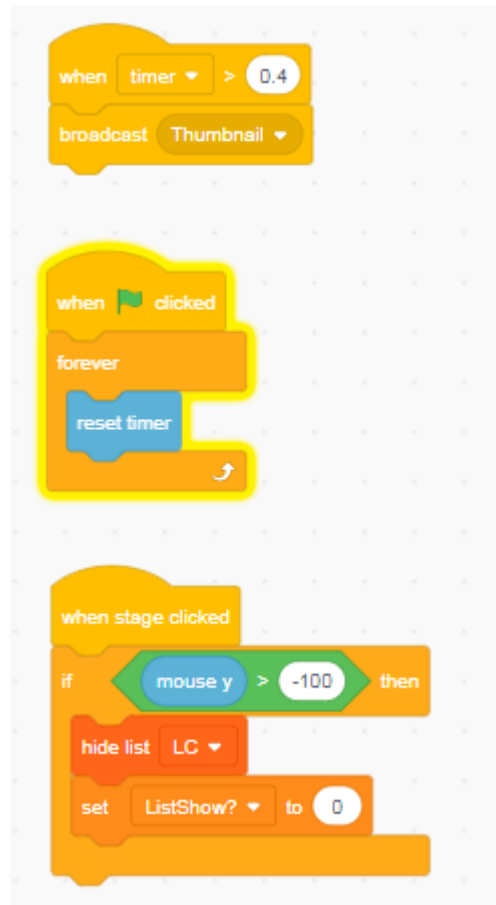 when timer > 0.4
broadcast Thumbnail
when clicked
forever
reset timer
when stage clicked
if mouse y > -100 then
hide list LC
set ListShow? to 0